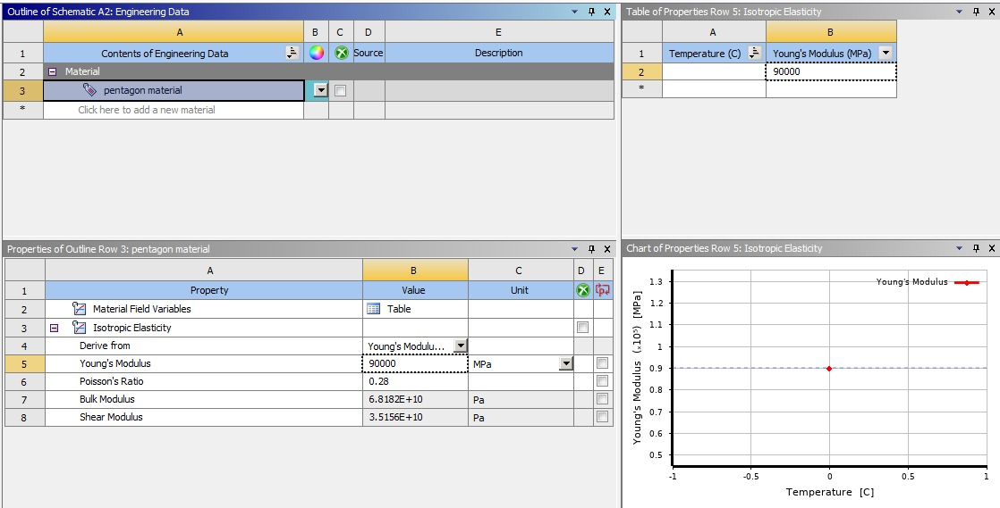 Outline of Schematic A2: Engineering Data
A B C D E
1 Contents of Engineering Data Source Description
2 Material
3 pentagon material
* Click here to add a new material
Table of Properties Row 5: Isotropic Elasticity
A B
1 Temperature (C) Young's Modulus (MPa)
2 90000
*
Properties of Outline Row 3: pentagon material
A B C D E
1 Property Value Unit
2 Material Field Variables Table
3 Isotropic Elasticity
4 Derive from Young's Modulu...
5 Young's Modulus 90000 MPa
6 Poisson's Ratio 0.28
7 Bulk Modulus 6.8182E+10 Pa
8 Shear Modulus 3.5156E+10 Pa
Chart of Properties Row 5: Isotropic Elasticity
Young's Modulus
Young's Modulus (x10⁵) [MPa]
1.3
1.2
1.1
1
0.9
0.8
0.7
0.6
0.5
-1 -0.5 0 0.5 1
Temperature [C]